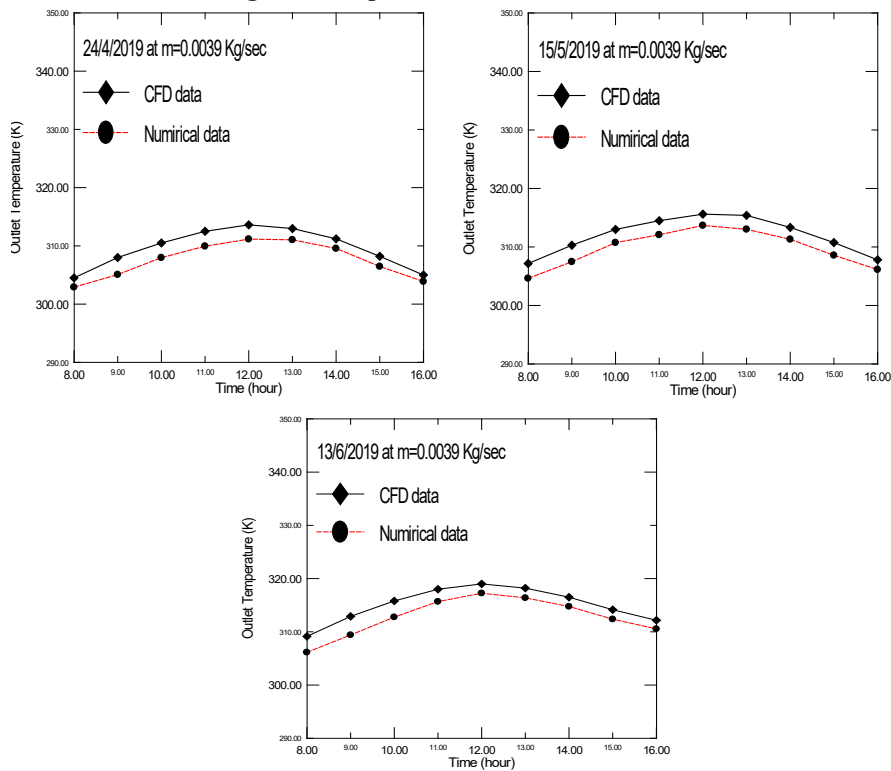 350.00
24/4/2019 at m=0.0039 Kg/sec
340.00
CFD data
330.00
Numirical data
320.00
310.00
300.00
290.00
Outlet Temperature (K)
8.00 9.00 10.00 11.00 12.00 13.00 14.00 15.00 16.00
Time (hour)
350.00
15/5/2019 at m=0.0039 Kg/sec
340.00
CFD data
330.00
Numirical data
320.00
310.00
300.00
290.00
Outlet Temperature (K)
8.00 9.00 10.00 11.00 12.00 13.00 14.00 15.00 16.00
Time (hour)
350.00
13/6/2019 at m=0.0039 Kg/sec
340.00
CFD data
330.00
Numirical data
320.00
310.00
300.00
290.00
Outlet Temperature (K)
8.00 9.00 10.00 11.00 12.00 13.00 14.00 15.00 16.00
Time (hour)